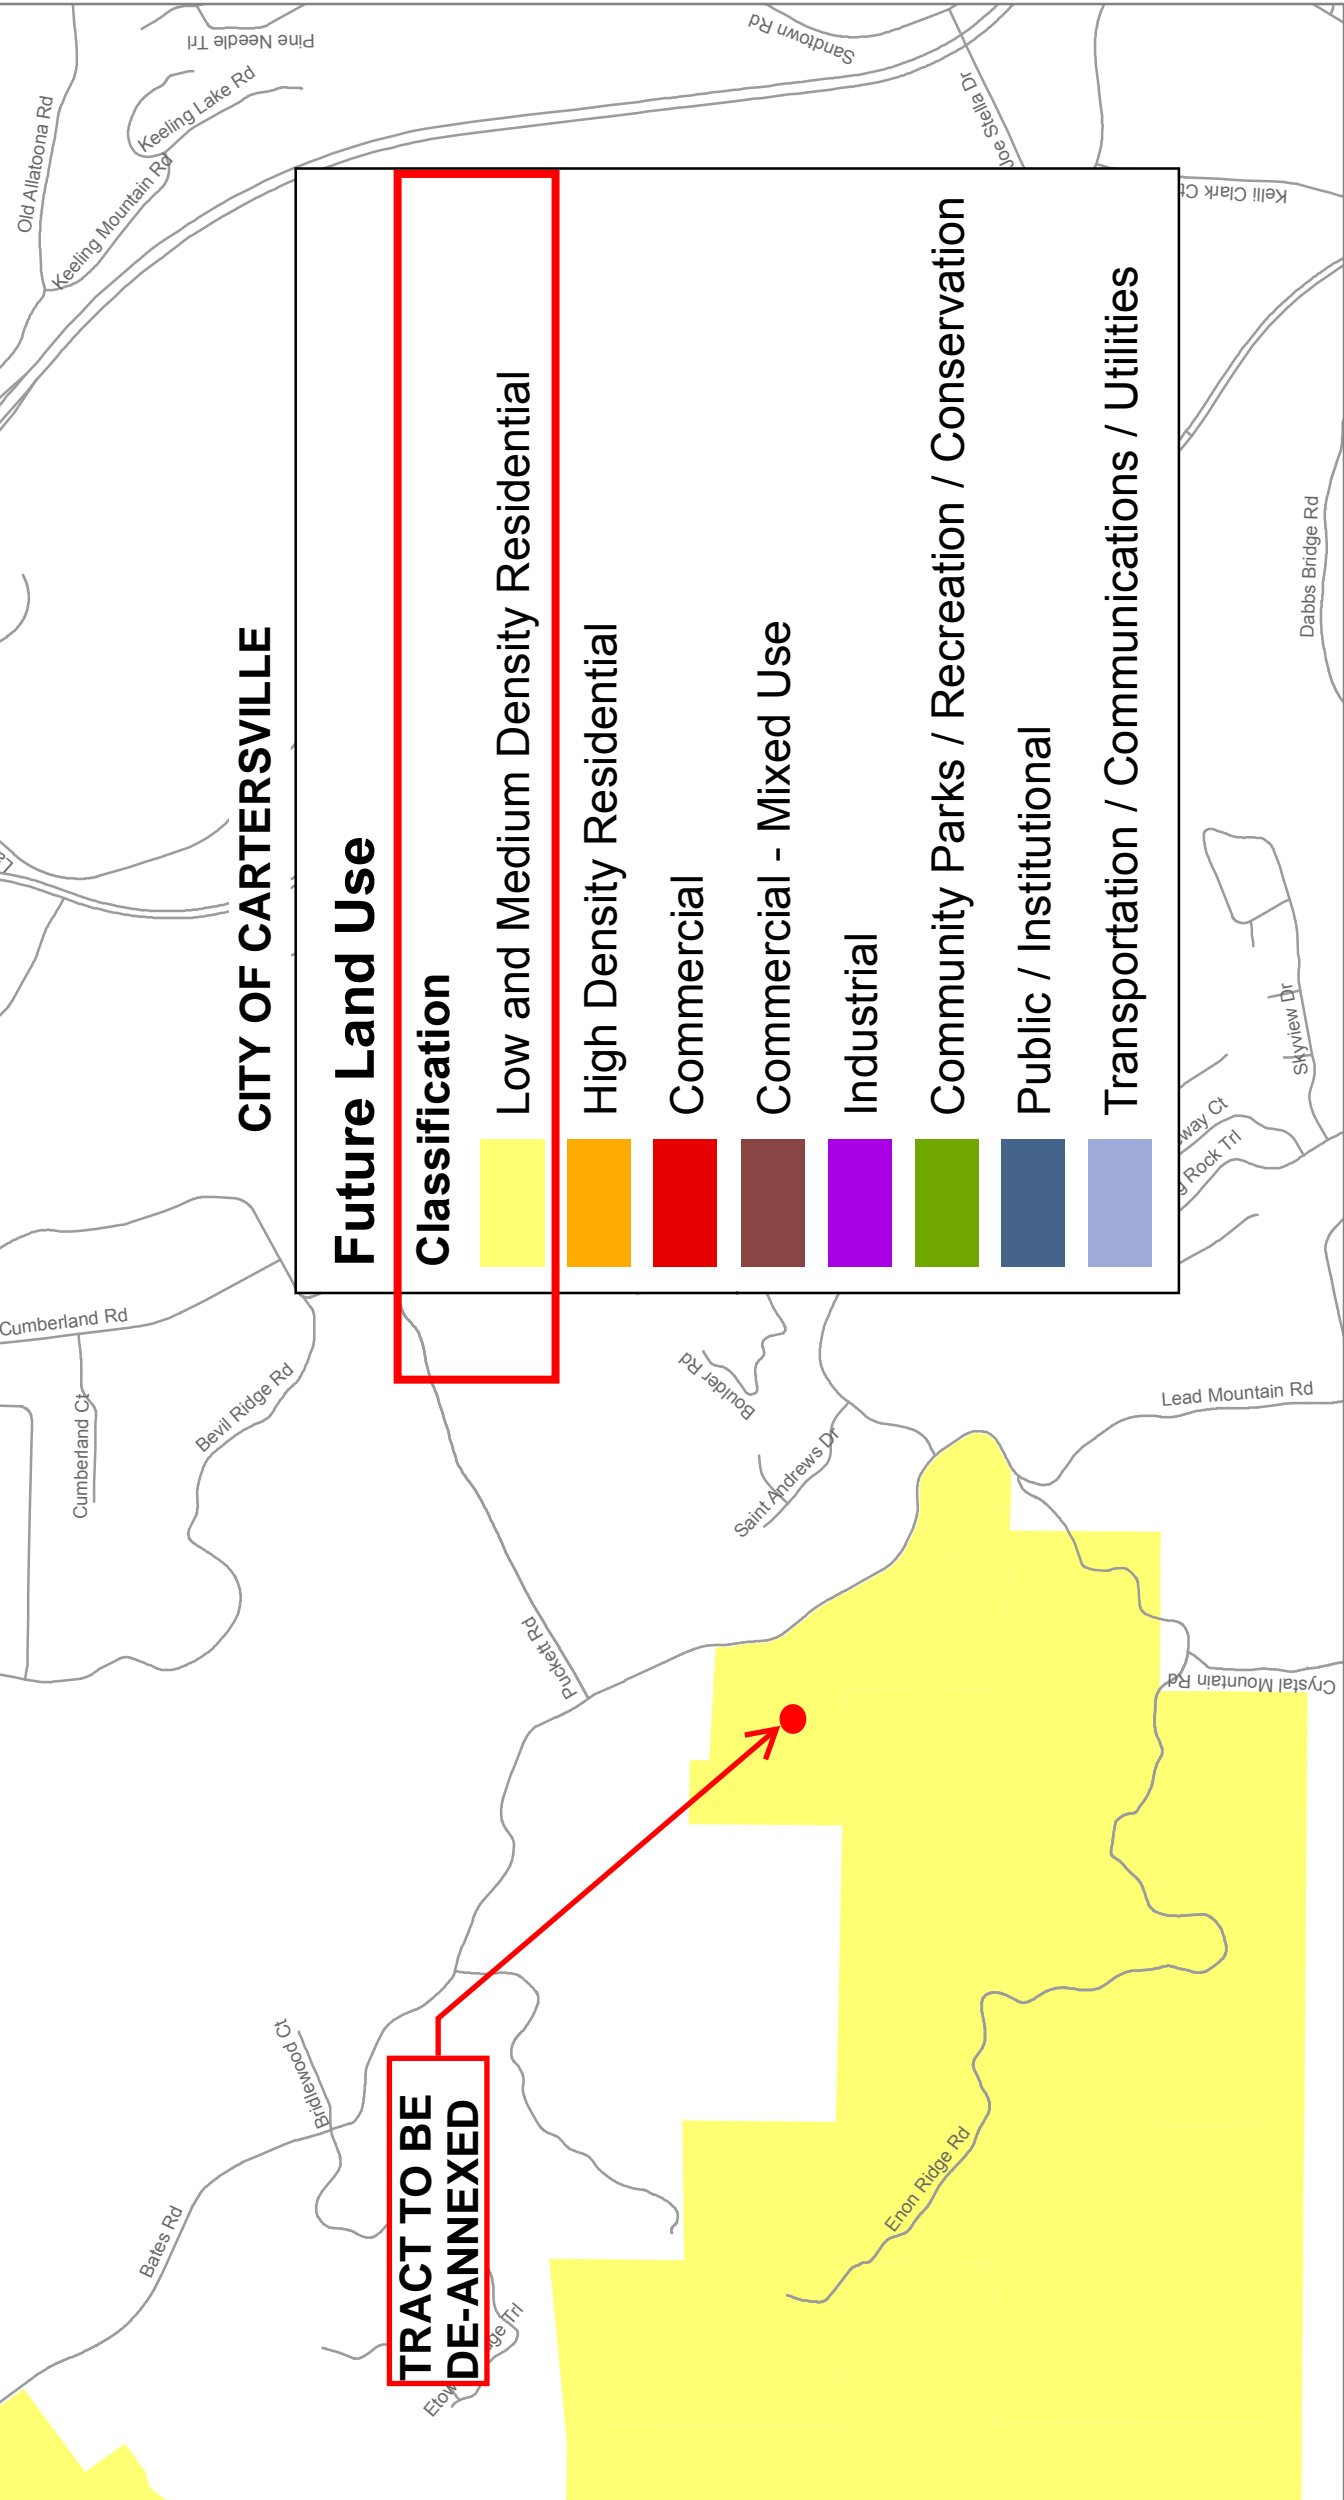 CITY OF CARTERSVILLE
Future Land Use
Classification
Low and Medium Density Residential
High Density Residential
Commercial
Commercial - Mixed Use
Industrial
Community Parks / Recreation / Conservation
Public / Institutional
Transportation / Communications / Utilities
TRACT TO BE
DE-ANNEXED
Old Allatoona Rd
Pine Needle Trl
Keeling Lake Rd
Keeling Mountain Rd
Sandtown Rd
Joe Stella Dr
Kelli Clark Ct
Dabbs Bridge Rd
Skyview Dr
Rock Trl
Cumberland Rd
Cumberland Ct
Bevil Ridge Rd
Boulder Rd
Saint Andrews Dr
Lead Mountain Rd
Puckett Rd
Crystal Mountain Rd
Bridlewood Ct
Bates Rd
Enon Ridge Rd
Trl